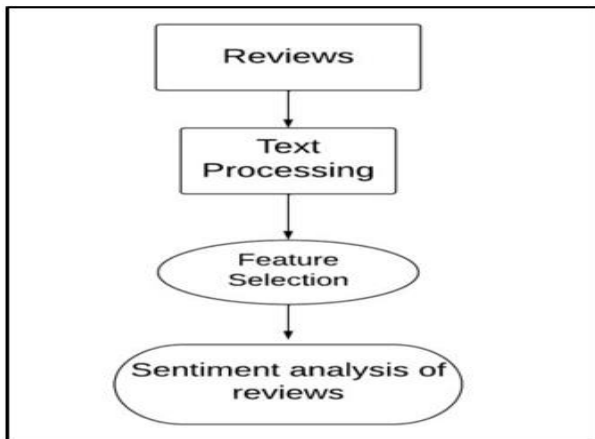 Reviews
Text
Processing
Feature
Selection
Sentiment analysis of
reviews